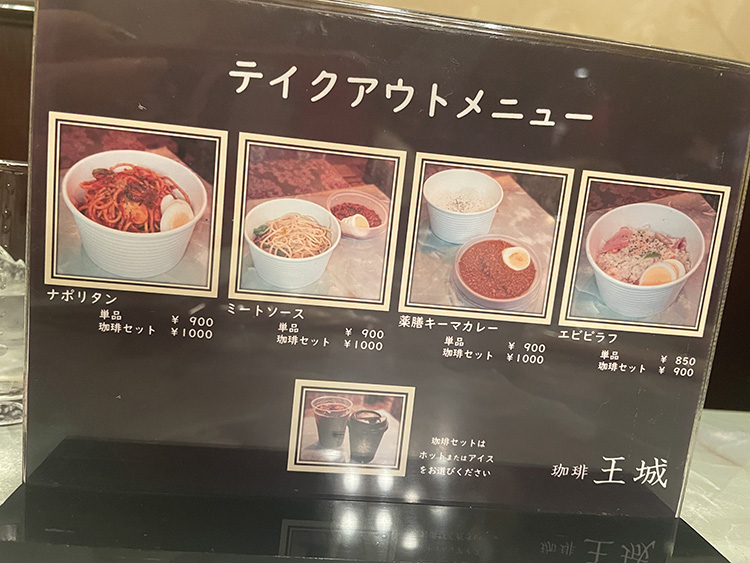 テイクアウトメニュー
ナポリタン
単品 ¥ 900
珈琲セット ¥1000
ミートソース
単品 ¥ 900
珈琲セット ¥1000
薬膳キーマカレー
単品 ¥ 900
珈琲セット ¥1000
エビピラフ
単品 ¥ 850
珈琲セット ¥ 900
珈琲セットは
ホットまたはアイス
をお選びください
珈琲 王城